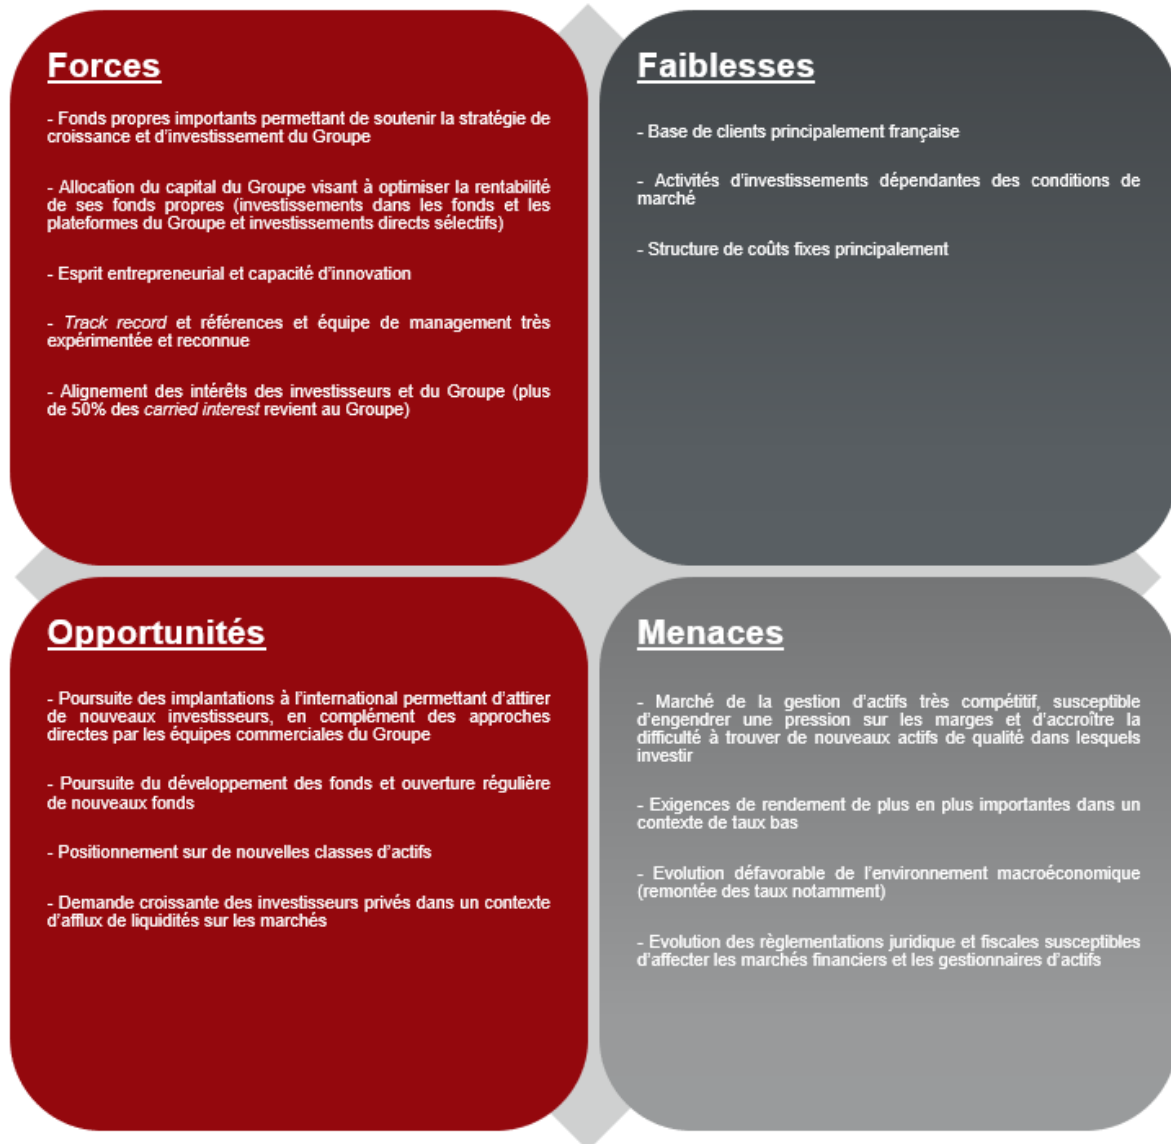 Forces
- Fonds propres importants permettant de soutenir la stratégie de
croissance et d'investissement du Groupe
- Allocation du capital du Groupe visant à optimiser la rentabilité
de ses fonds propres (investissements dans les fonds et les
plateformes du Groupe et investissements directs sélectifs)
- Esprit entrepreneurial et capacité d'innovation
- Track record et références et équipe de management très
expérimentée et reconnue
- Alignement des intérêts des investisseurs et du Groupe (plus
de 50% des carried interest revient au Groupe)
Faiblesses
- Base de clients principalement française
- Activités d'investissements dépendantes des conditions de
marché
- Structure de coûts fixes principalement
Opportunités
- Poursuite des implantations à l'international permettant d'attirer
de nouveaux investisseurs, en complément des approches
directes par les équipes commerciales du Groupe
- Poursuite du développement des fonds et ouverture régulière
de nouveaux fonds
- Positionnement sur de nouvelles classes d'actifs
- Demande croissante des investisseurs privés dans un contexte
d'afflux de liquidités sur les marchés
Menaces
- Marché de la gestion d'actifs très compétitif, susceptible
d'engendrer une pression sur les marges et d'accroître la
difficulté à trouver de nouveaux actifs de qualité dans lesquels
investir
- Exigences de rendement de plus en plus importantes dans un
contexte de taux bas
- Evolution défavorable de l'environnement macroéconomique
(remontée des taux notamment)
- Evolution des règlementations juridique et fiscales susceptibles
d'affecter les marchés financiers et les gestionnaires d'actifs